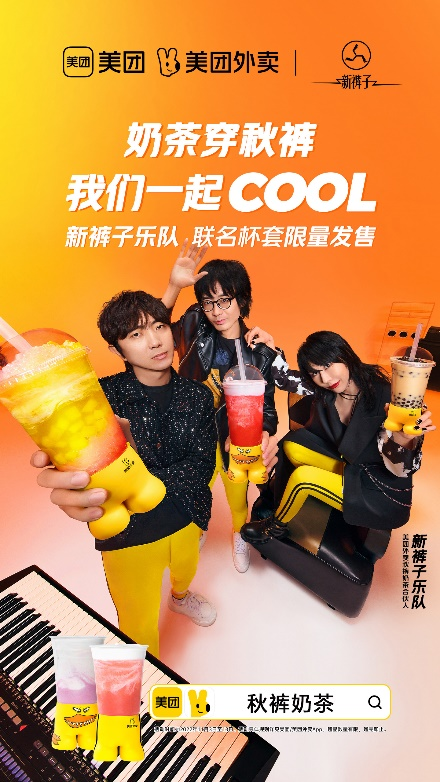 美团 美团 美团外卖 新裤子
奶茶穿秋裤
我们一起COOL
新裤子乐队 联名杯套限量发售
新裤子乐队
美团外卖秋裤奶茶合伙人
美团 秋裤奶茶